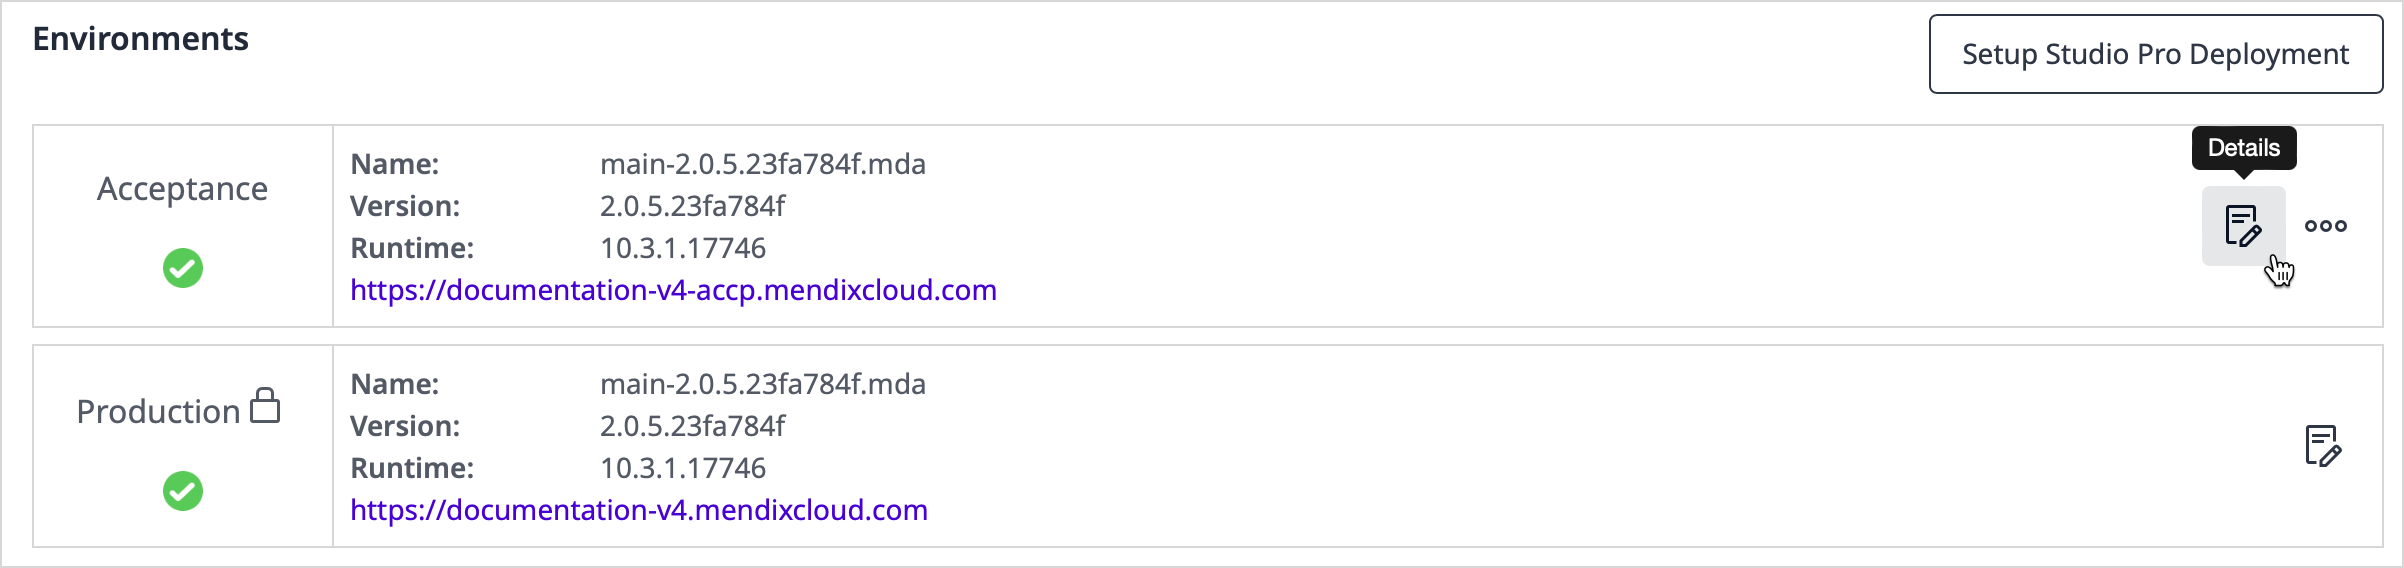 Environments
Setup Studio Pro Deployment
Details
Acceptance
Name: main-2.0.5.23fa784f.mda
Version: 2.0.5.23fa784f
Runtime: 10.3.1.17746
https://documentation-v4-accp.mendixcloud.com
Production
Name: main-2.0.5.23fa784f.mda
Version: 2.0.5.23fa784f
Runtime: 10.3.1.17746
https://documentation-v4.mendixcloud.com